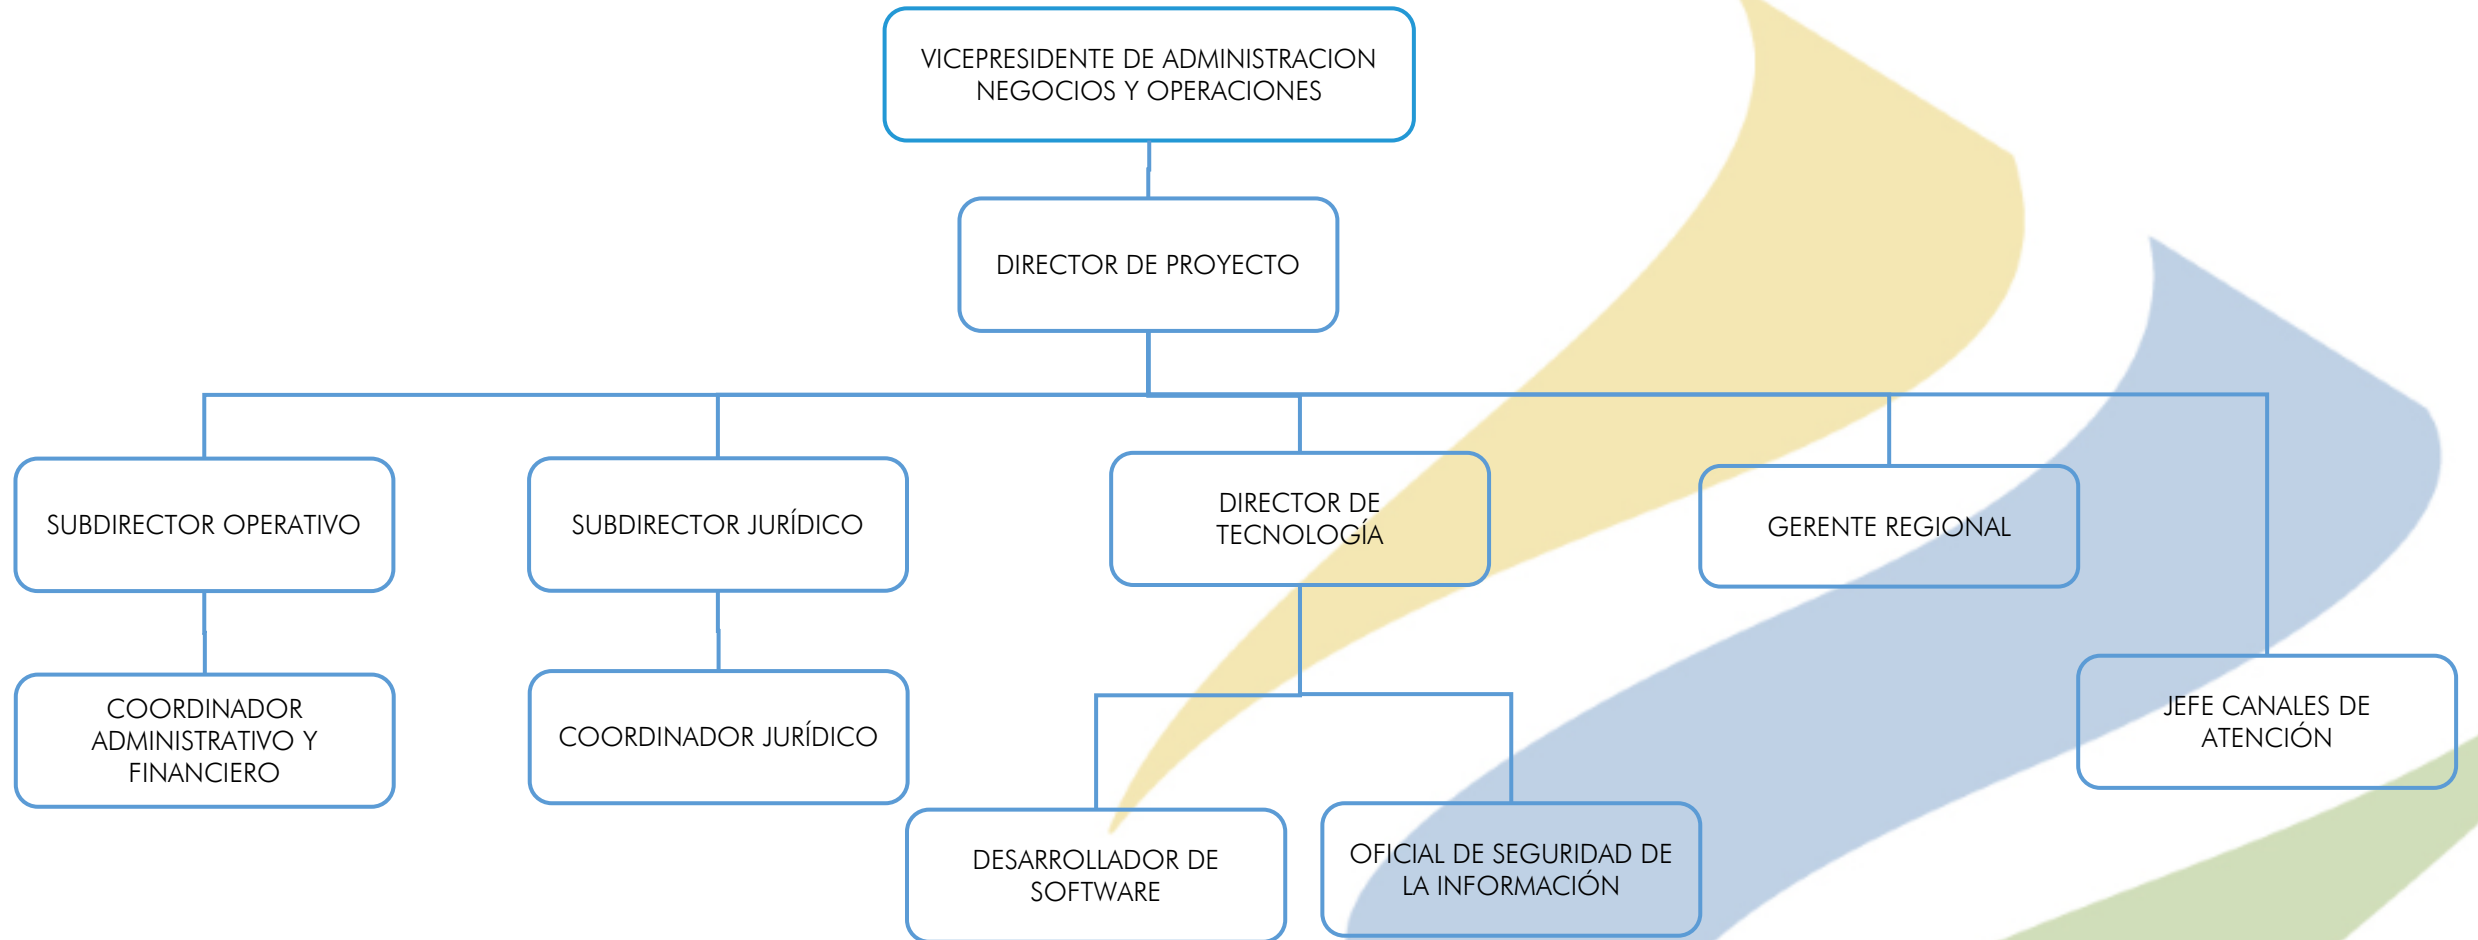 VICEPRESIDENTE DE ADMINISTRACION
NEGOCIOS Y OPERACIONES
DIRECTOR DE PROYECTO
SUBDIRECTOR OPERATIVO
SUBDIRECTOR JURÍDICO
DIRECTOR DE
TECNOLOGÍA
GERENTE REGIONAL
COORDINADOR
ADMINISTRATIVO Y
FINANCIERO
COORDINADOR JURÍDICO
JEFE CANALES DE
ATENCIÓN
DESARROLLADOR DE
SOFTWARE
OFICIAL DE SEGURIDAD DE
LA INFORMACIÓN